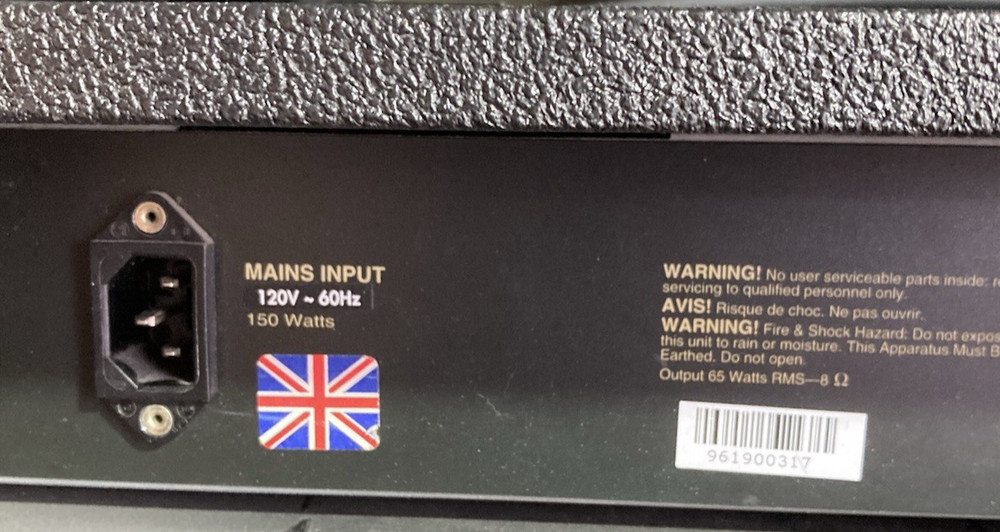 MAINS INPUT
120V ~ 60Hz
150 Watts
WARNING! No user serviceable parts inside:
servicing to qualified personnel only.
AVIS! Risque de choc. Ne pas ouvrir.
WARNING! Fire & Shock Hazard: Do not
this unit to rain or moisture. This Apparatus Must
Earthed. Do not open.
Output 65 Watts RMS—8 Ω
961900317